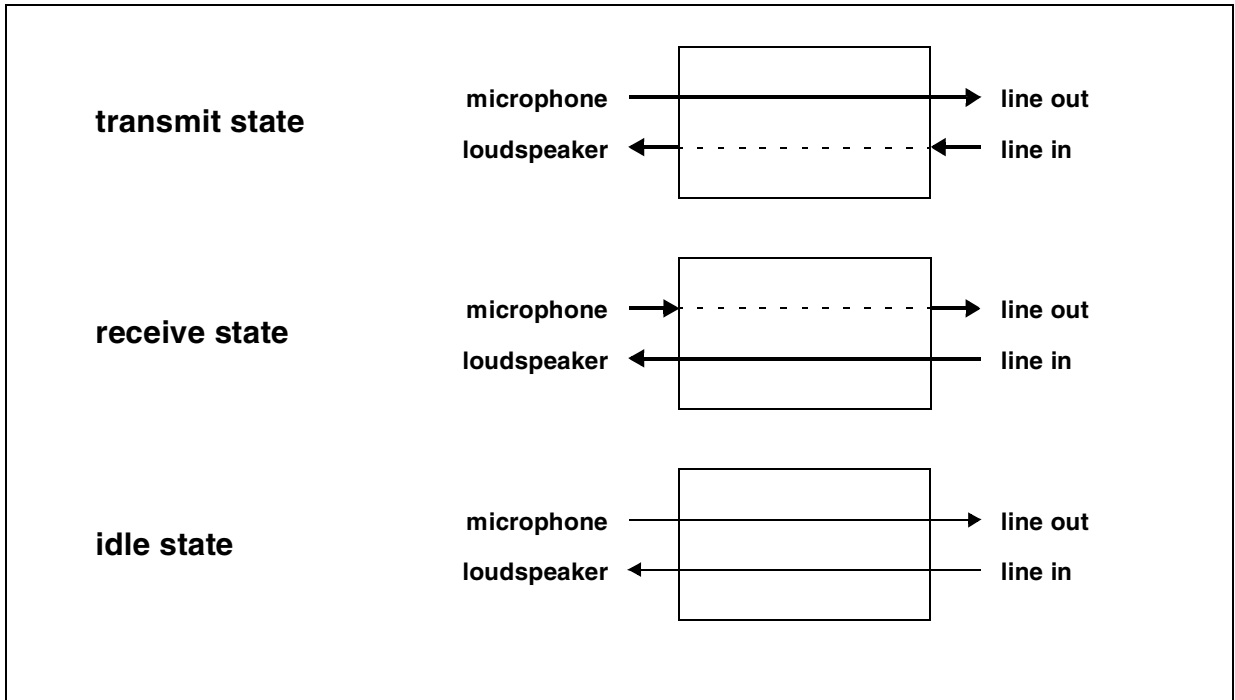 transmit state
microphone
line out
loudspeaker
line in
receive state
microphone
line out
loudspeaker
line in
idle state
microphone
line out
loudspeaker
line in